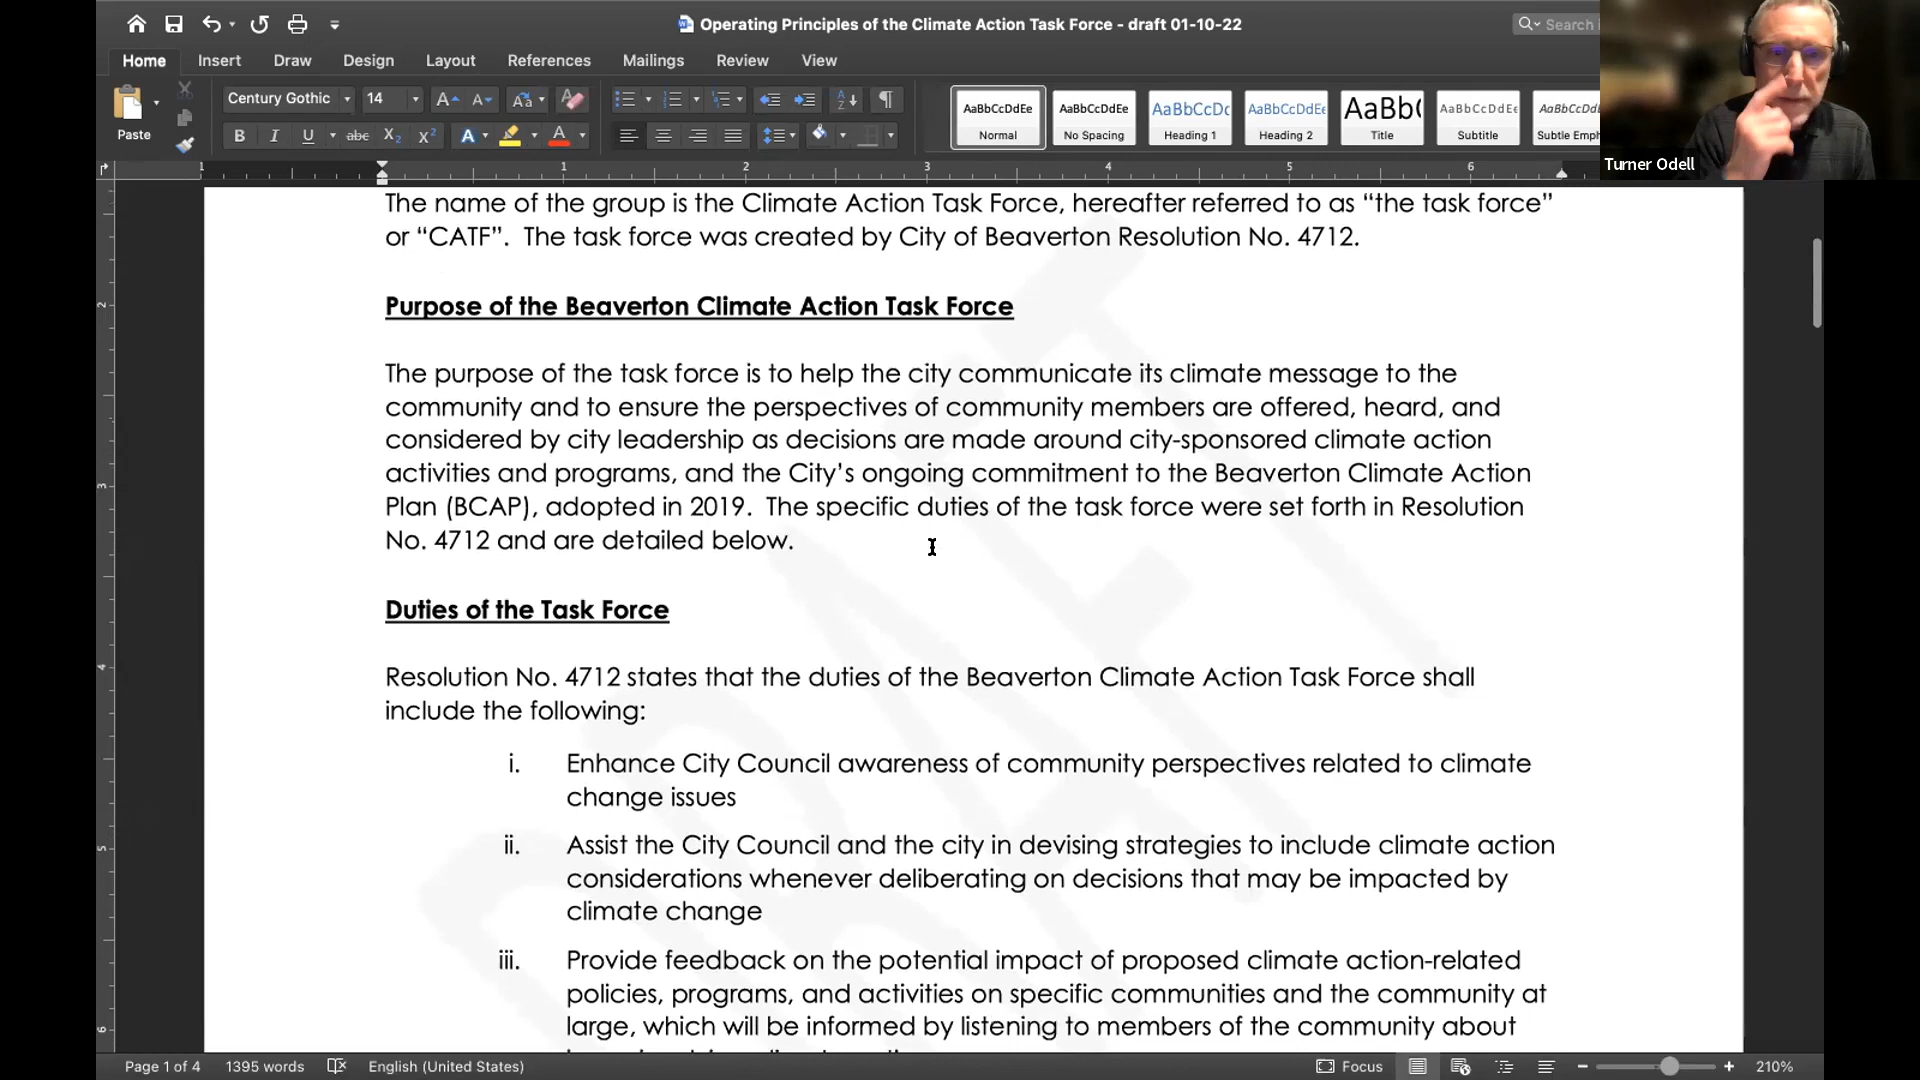 Operating Principles of the Climate Action Task Force - draft 01-10-22
Search
Home Insert Draw Design Layout References Mailings Review View
Turner Odell
Paste
Century Gothic 14
AaBbCcDdEe AaBbCcDdEe AaBbCcDc AaBbCcDdEe AaBb( AaBbCcDdEe AaBbCcDdEe
Normal No Spacing Heading 1 Heading 2 Title Subtitle Subtle Emph
1 1 2 3 4 5 6
The name of the group is the Climate Action Task Force, hereafter referred to as “the task force”
or “CATF”. The task force was created by City of Beaverton Resolution No. 4712.
Purpose of the Beaverton Climate Action Task Force
The purpose of the task force is to help the city communicate its climate message to the
community and to ensure the perspectives of community members are offered, heard, and
considered by city leadership as decisions are made around city-sponsored climate action
activities and programs, and the City’s ongoing commitment to the Beaverton Climate Action
Plan (BCAP), adopted in 2019. The specific duties of the task force were set forth in Resolution
No. 4712 and are detailed below.
Duties of the Task Force
Resolution No. 4712 states that the duties of the Beaverton Climate Action Task Force shall
include the following:
i. Enhance City Council awareness of community perspectives related to climate
change issues
ii. Assist the City Council and the city in devising strategies to include climate action
considerations whenever deliberating on decisions that may be impacted by
climate change
iii. Provide feedback on the potential impact of proposed climate action-related
policies, programs, and activities on specific communities and the community at
large, which will be informed by listening to members of the community about
DRAFT
Page 1 of 4 1395 words English (United States) Focus 210%